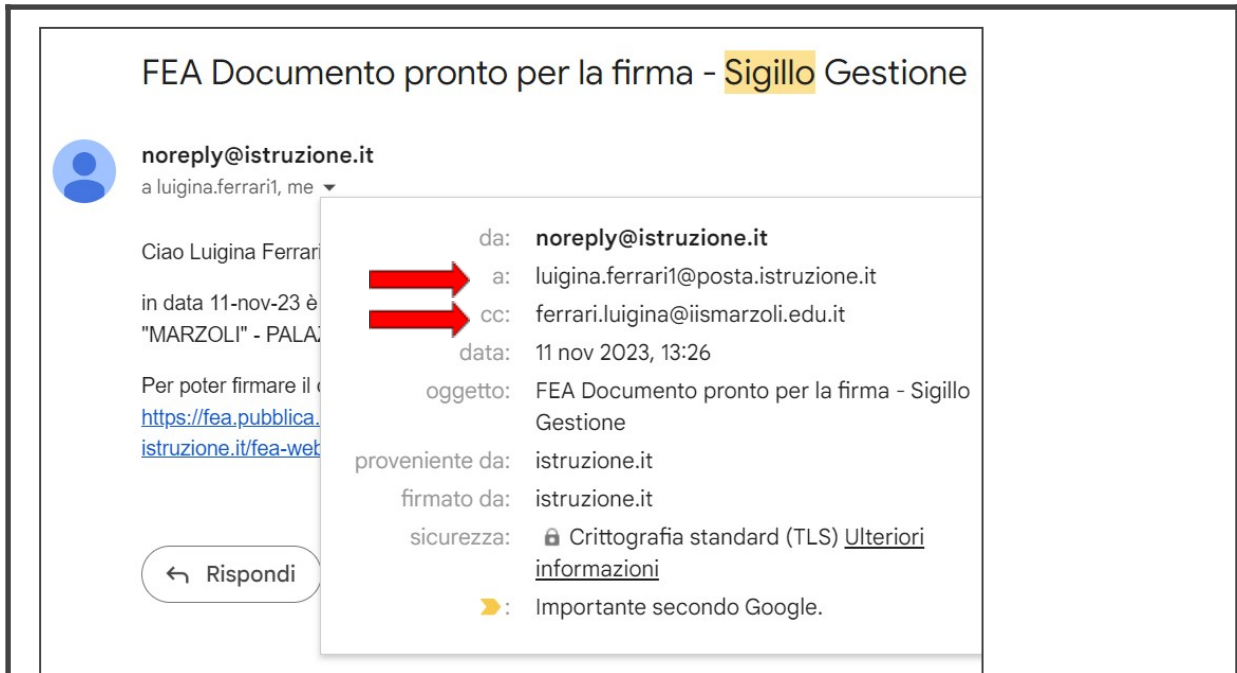 FEA Documento pronto per la firma - Sigillo Gestione
noreply@istruzione.it
a luigina.ferrari1, me
Ciao Luigina Ferrari
in data 11-nov-23 è
"MARZOLI" - PALAZ
Per poter firmare il
https://fea.pubblica.
istruzione.it/fea-web
Rispondi
da: noreply@istruzione.it
a: luigina.ferrari1@posta.istruzione.it
cc: ferrari.luigina@iismarzoli.edu.it
data: 11 nov 2023, 13:26
oggetto: FEA Documento pronto per la firma - Sigillo
Gestione
proveniente da: istruzione.it
firmato da: istruzione.it
sicurezza: Crittografia standard (TLS) Ulteriori
informazioni
: Importante secondo Google.